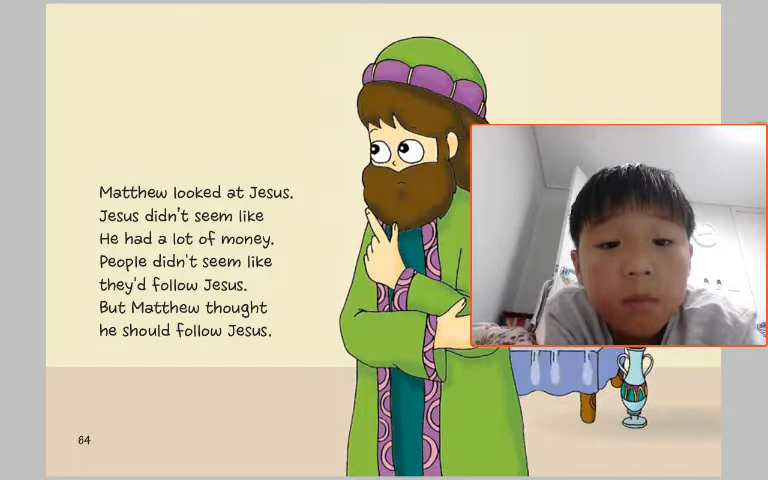 Matthew looked at Jesus.
Jesus didn't seem like
He had a lot of money.
People didn't seem like
they'd follow Jesus.
But Matthew thought
he should follow Jesus.
64